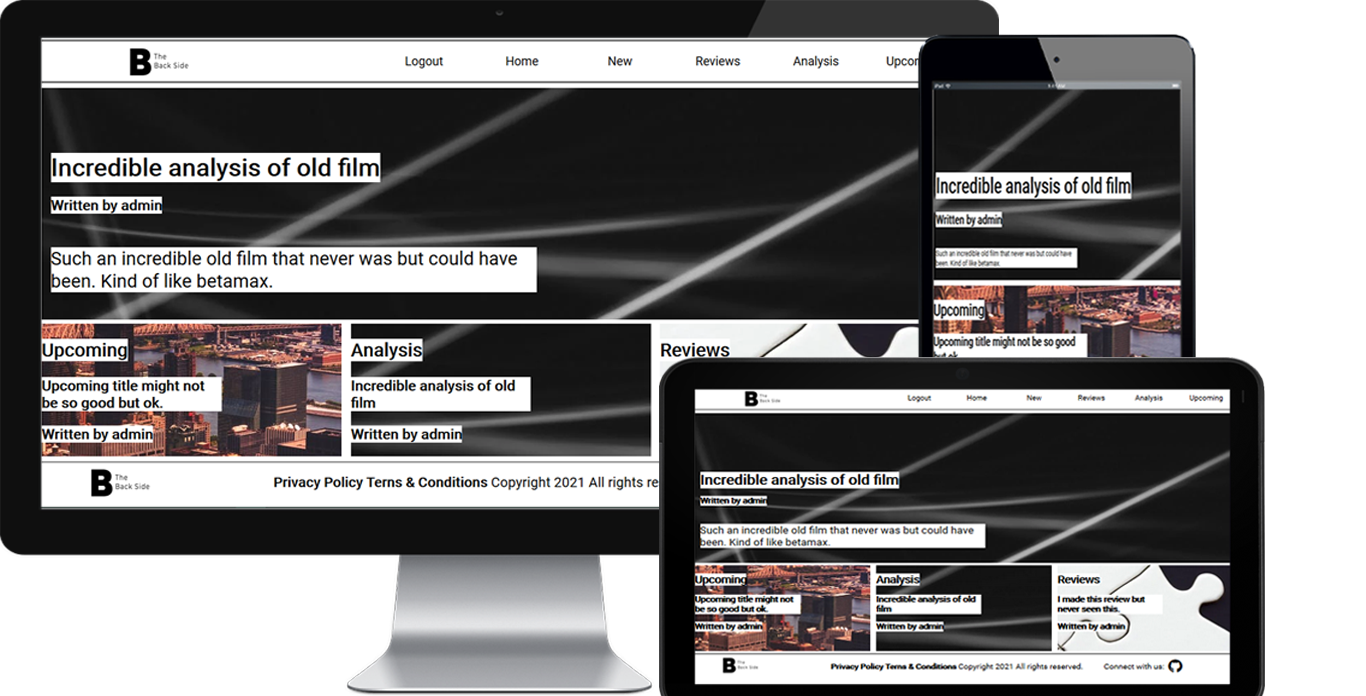 The
B Back Side
Logout Home New Reviews Analysis Upcor
Incredible analysis of old film
Written by admin
Such an incredible old film that never was but could have
been. Kind of like betamax.
Upcoming
Upcoming title might not
be so good but ok.
Written by admin
Analysis
Incredible analysis of old
film
Written by admin
Reviews
The
B Back Side
Privacy Policy Terns & Conditions Copyright 2021 All rights re
iPad
Incredible analysis of old film
Written by admin
Such an incredible old film that never was but could have
been. Kind of like betamax.
Upcoming
Upcoming title might not be so good
but ok.
The
B Back Side
Logout Home New Reviews Analysis Upcoming
Incredible analysis of old film
Written by admin
Such an incredible old film that never was but could have
been. Kind of like betamax.
Upcoming
Upcoming title might not
be so good but ok.
Written by admin
Analysis
Incredible analysis of old
film
Written by admin
Reviews
I made this review but
never seen this.
Written by admin
The
B Back Side
Privacy Policy Terns & Conditions Copyright 2021 All rights reserved.
Connect with us: